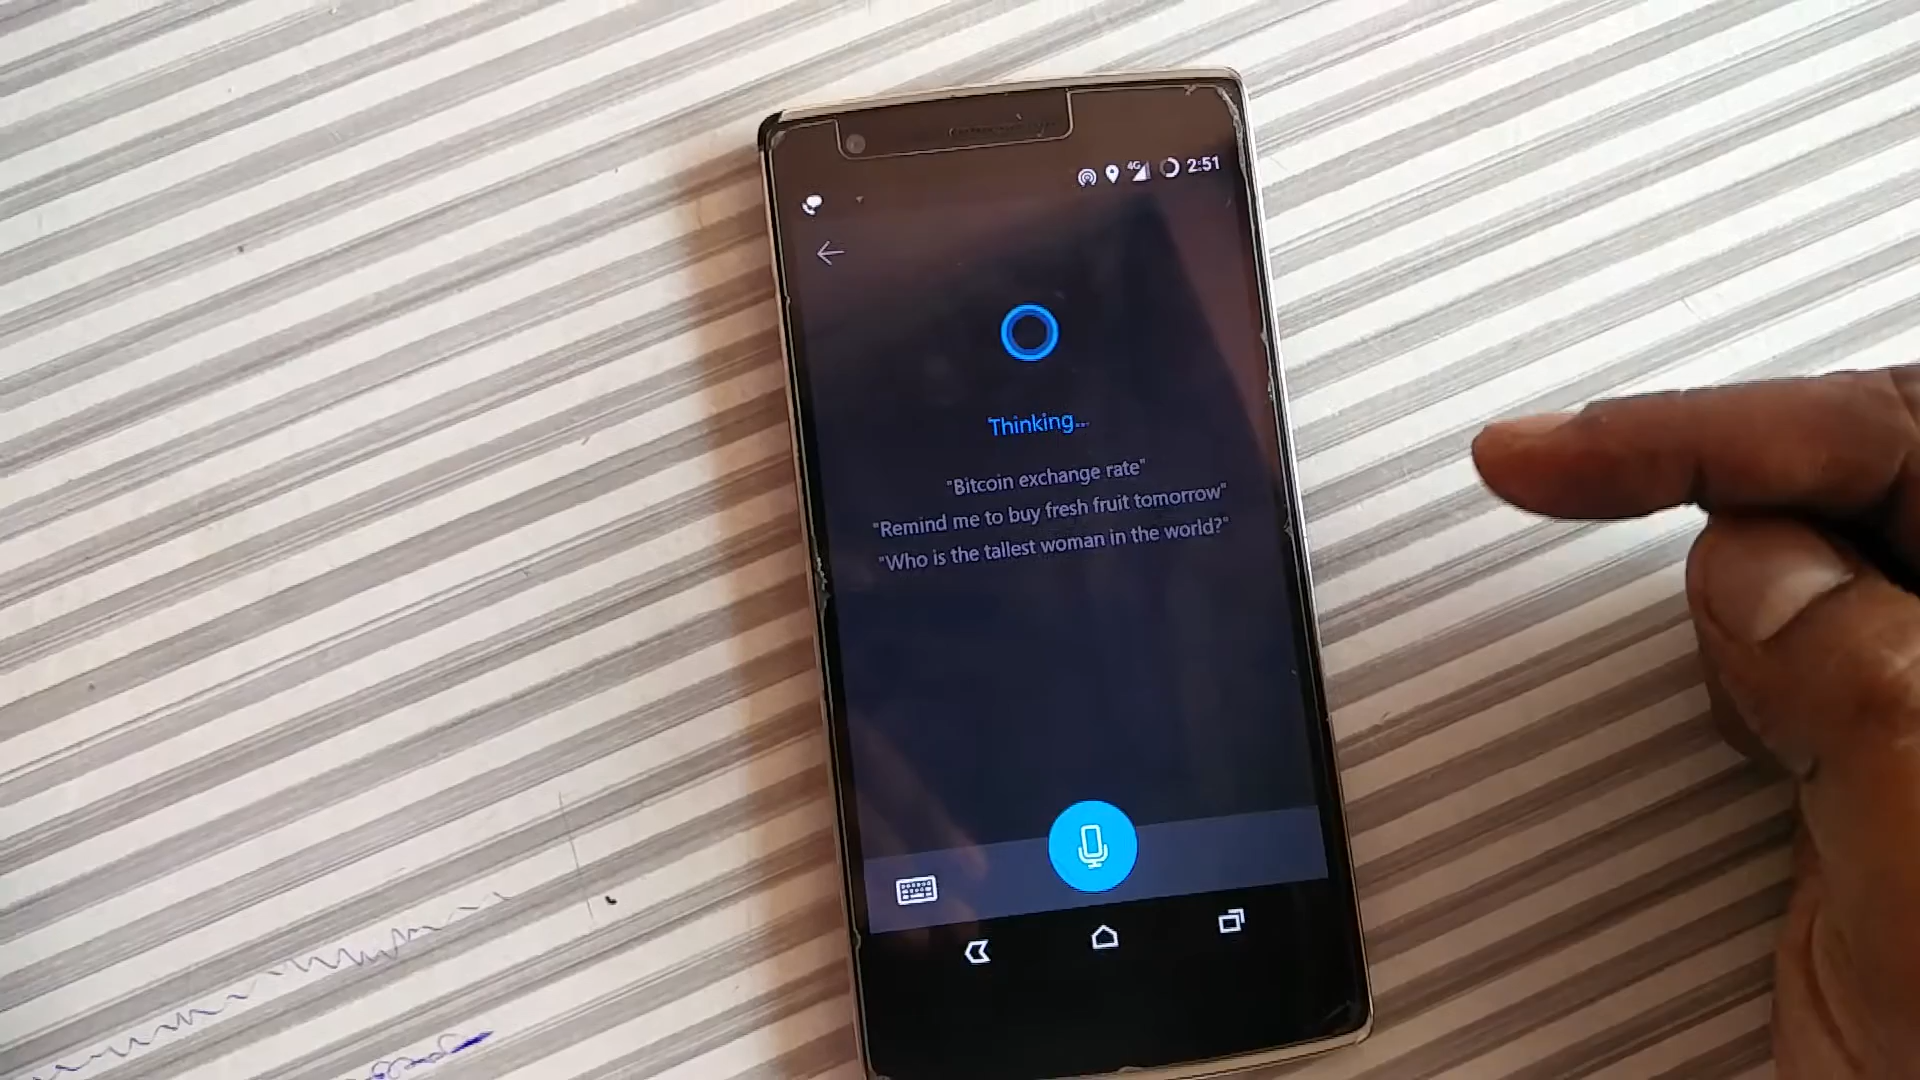 4G 2:51
Thinking...
"Bitcoin exchange rate"
"Remind me to buy fresh fruit tomorrow"
"Who is the tallest woman in the world?"